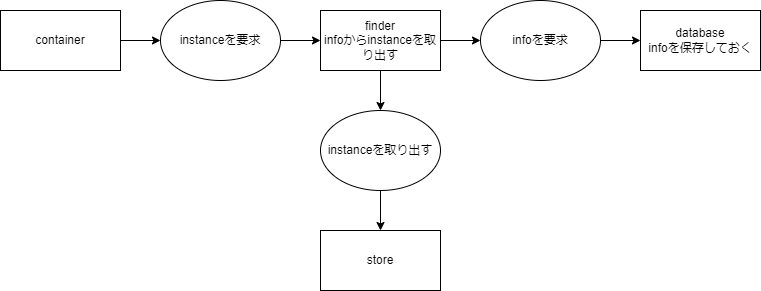 container
instanceを要求
finder
infoからinstanceを取
り出す
infoを要求
database
infoを保存しておく
instanceを取り出す
store